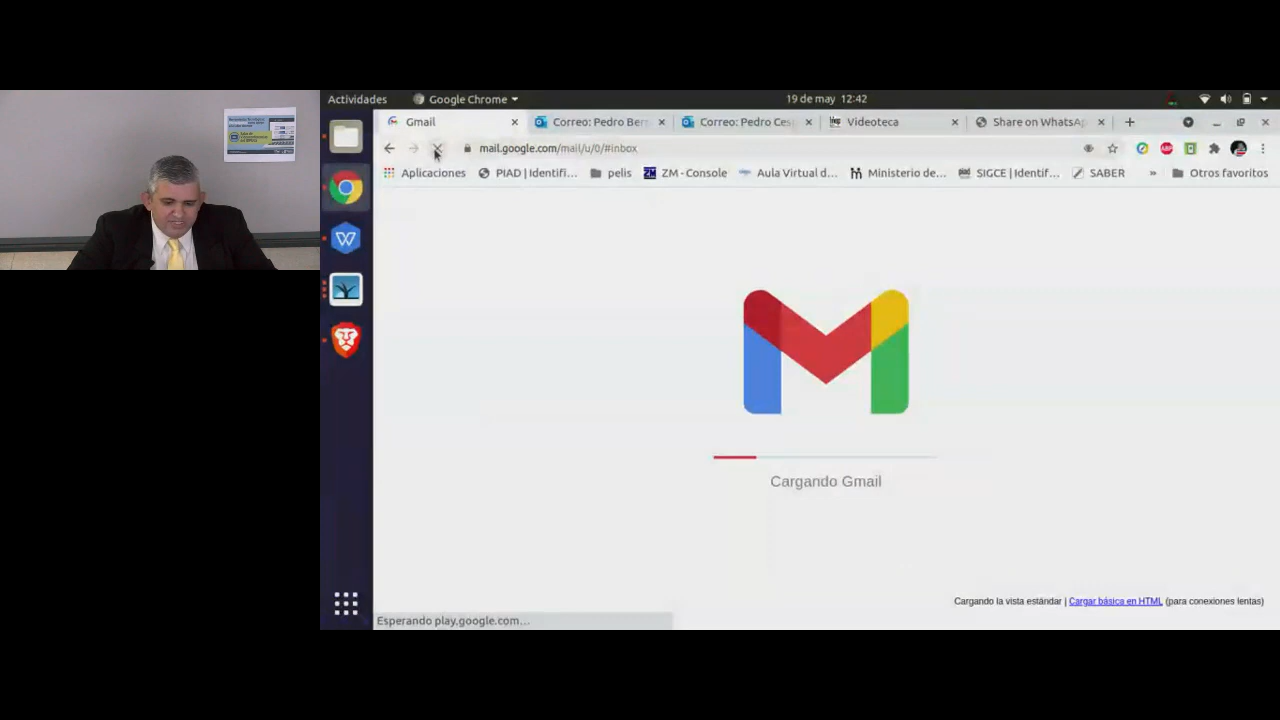 Actividades Google Chrome 19 de may 12:42
Gmail Correo: Pedro Ber Correo: Pedro Ces Videoteca Share on WhatsA
mail.google.com/mail/u/0/#inbox
Aplicaciones PIAD | Identifi... pelis ZM - Console Aula Virtual d... Ministerio de... SIGCE | Identif... SABER » Otros favoritos
Cargando Gmail
Cargando la vista estándar | Cargar básica en HTML (para conexiones lentas)
Esperando play.google.com...